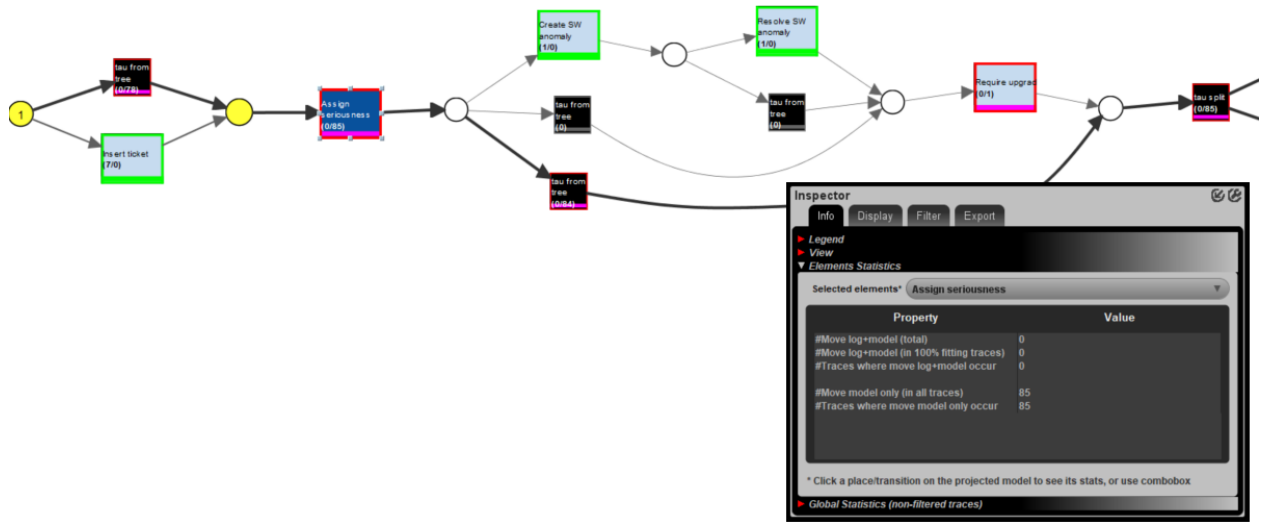 1
tau from
tree
(0/78)
Insert ticket
(7/0)
Assign
seriousness
(0/85)
Create SW
anomaly
(1/0)
tau from
tree
(0)
tau from
tree
(0/84)
Resolve SW
anomaly
(1/0)
tau from
tree
(0)
Require upgrad
(0/1)
tau split
(0/85)
Inspector
Info Display Filter Export
Legend
View
Elements Statistics
Selected elements* Assign seriousness
Property Value
#Move log+model (total) 0
#Move log+model (in 100% fitting traces) 0
#Traces where move log+model occur 0
#Move model only (in all traces) 85
#Traces where move model only occur 85
* Click a place/transition on the projected model to see its stats, or use combobox
Global Statistics (non-filtered traces)